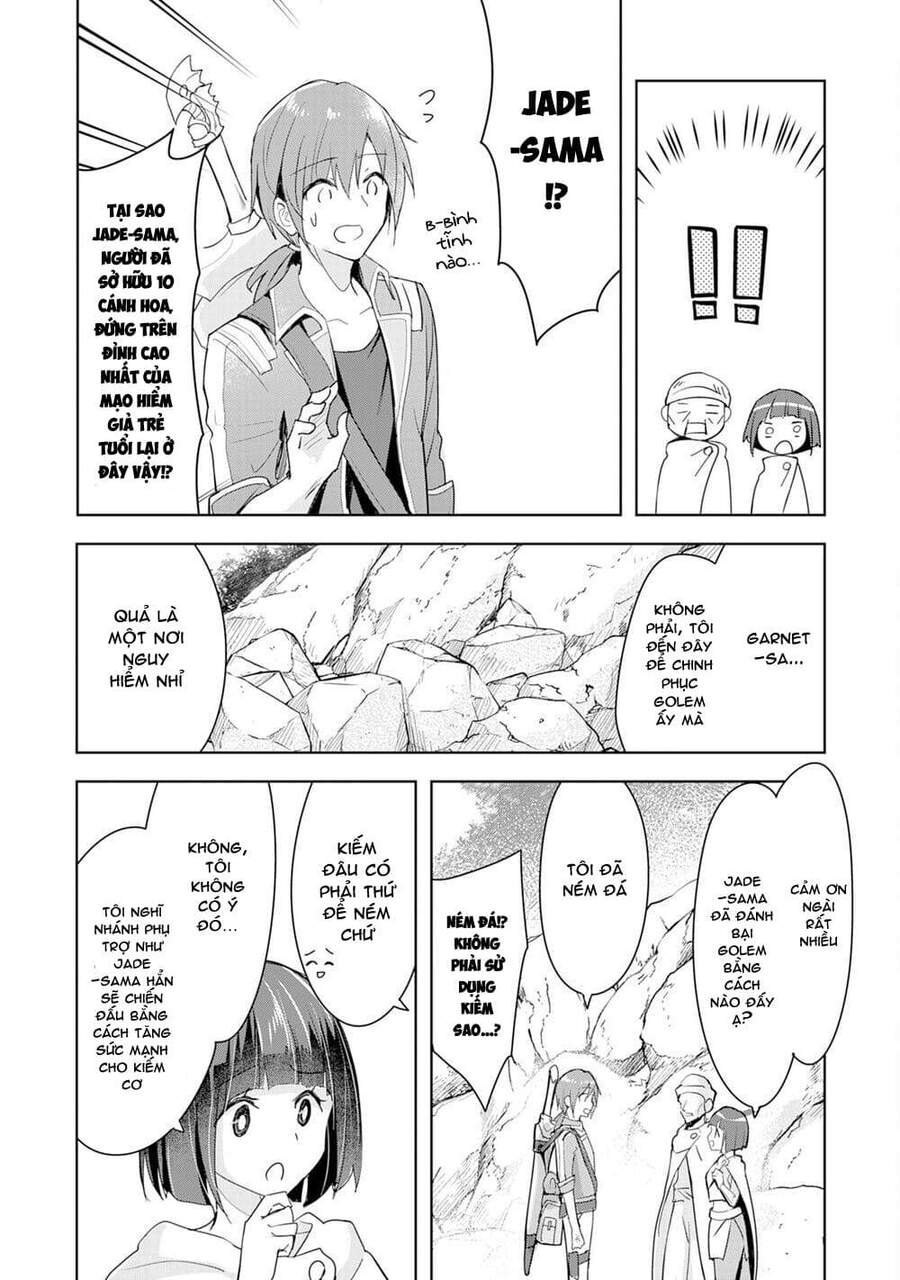 JADE
-SAMA
!?
B-BÌNH
TĨNH
NÀO...
TẠI SAO
JADE-SAMA,
NGƯỜI ĐÃ
SỞ HỮU 10
CÁNH HOA,
ĐỨNG TRÊN
ĐỈNH CAO
NHẤT CỦA
MẠO HIỂM
GIẢ TRẺ
TUỔI LẠI Ở
ĐÂY VẬY!?
GARNET
-SA...
KHÔNG
PHẢI, TÔI
ĐẾN ĐÂY
ĐỂ CHINH
PHỤC
GOLEM
ẤY MÀ
QUẢ LÀ
MỘT NƠI
NGUY
HIỂM NHỈ
CẢM ƠN
NGÀI
RẤT
NHIỀU
JADE
-SAMA
ĐÃ ĐÁNH
BẠI
GOLEM
BẰNG
CÁCH
NÀO ĐẤY
Ạ?
TÔI ĐÃ
NÉM ĐÁ
NÉM ĐÁ!?
KHÔNG
PHẢI SỬ
DỤNG
KIẾM
SAO...?
KIẾM
ĐÂU CÓ
PHẢI THỨ
ĐỂ NÉM
CHỨ
KHÔNG,
TÔI
KHÔNG
CÓ Ý
ĐÓ...
TÔI NGHĨ
NHÁNH PHỤ
TRỢ NHƯ
JADE
-SAMA HẲN
SẼ CHIẾN
ĐẤU BẰNG
CÁCH TĂNG
SỨC MẠNH
CHO KIẾM
CƠ